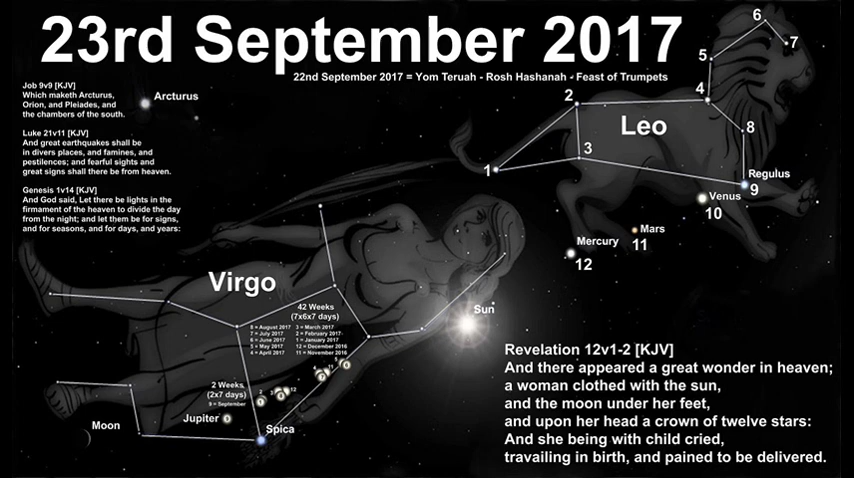 23rd September 2017
22nd September 2017 = Yom Teruah - Rosh Hashanah - Feast of Trumpets
Job 9v9 [KJV]
Which maketh Arcturus,
Orion, and Pleiades, and
the chambers of the south.
Luke 21v11 [KJV]
And great earthquakes shall be
in divers places, and famines, and
pestilences; and fearful sights and
great signs shall there be from heaven.
Genesis 1v14 [KJV]
And God said, Let there be lights in the
firmament of the heaven to divide the day
from the night; and let them be for signs,
and for seasons, and for days, and years:
Arcturus
6
7
5
4
2
Leo
8
3
1
Regulus
9
Venus
10
Mars
11
Mercury
12
Virgo
Sun
42 Weeks
(7x6x7 days)
8 = August 2017 3 = March 2017
7 = July 2017 2 = February 2017
6 = June 2017 1 = January 2017
5 = May 2017 12 = December 2016
4 = April 2017 11 = November 2016
2 Weeks
(2x7 days)
9 = September
Jupiter
Spica
Moon
Revelation 12v1-2 [KJV]
And there appeared a great wonder in heaven;
a woman clothed with the sun,
and the moon under her feet,
and upon her head a crown of twelve stars:
And she being with child cried,
travailing in birth, and pained to be delivered.